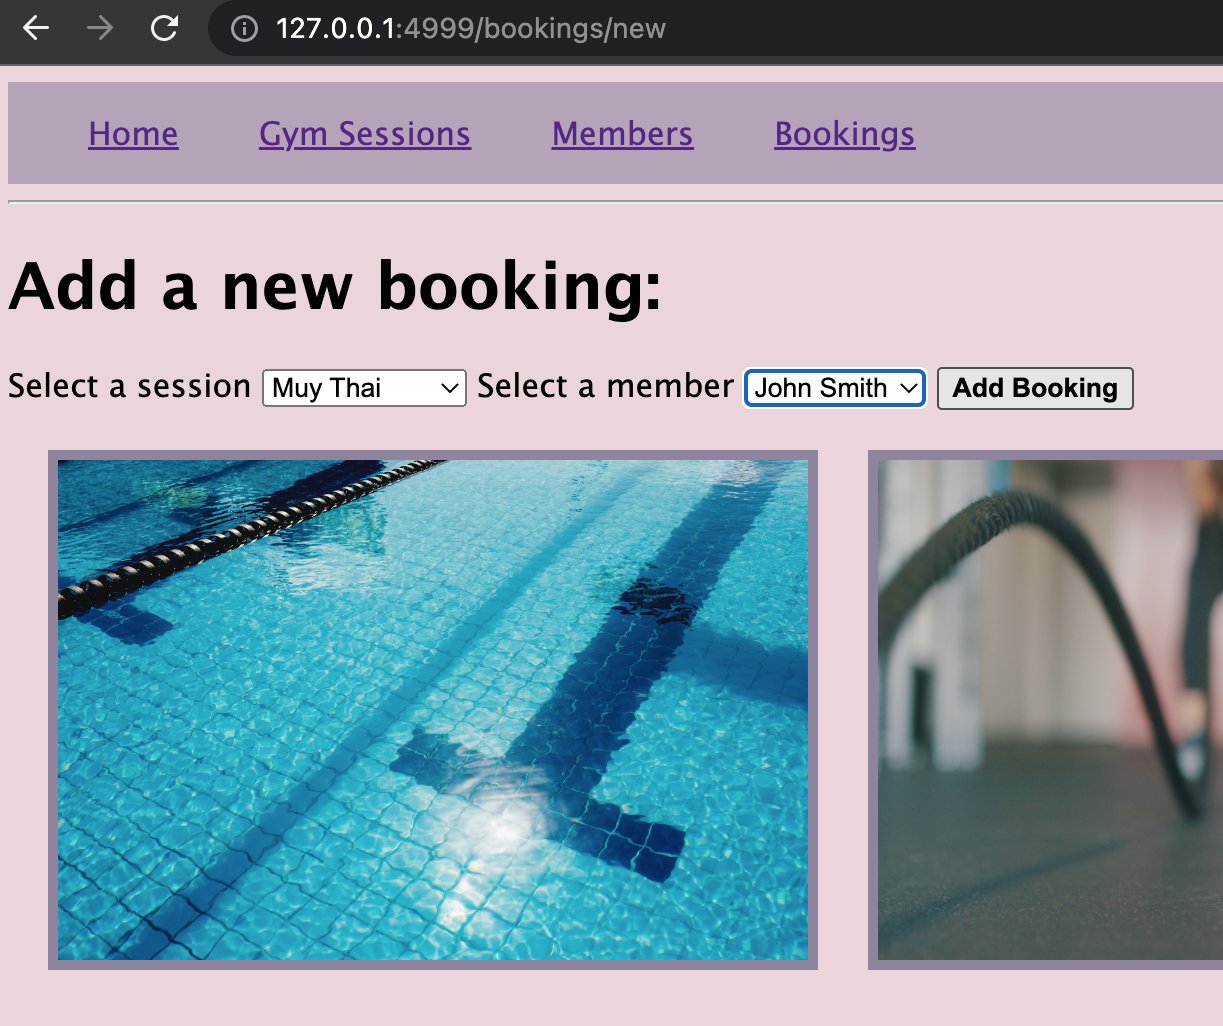 127.0.0.1:4999/bookings/new
Home Gym Sessions Members Bookings
Add a new booking:
Select a session Muy Thai Select a member John Smith Add Booking